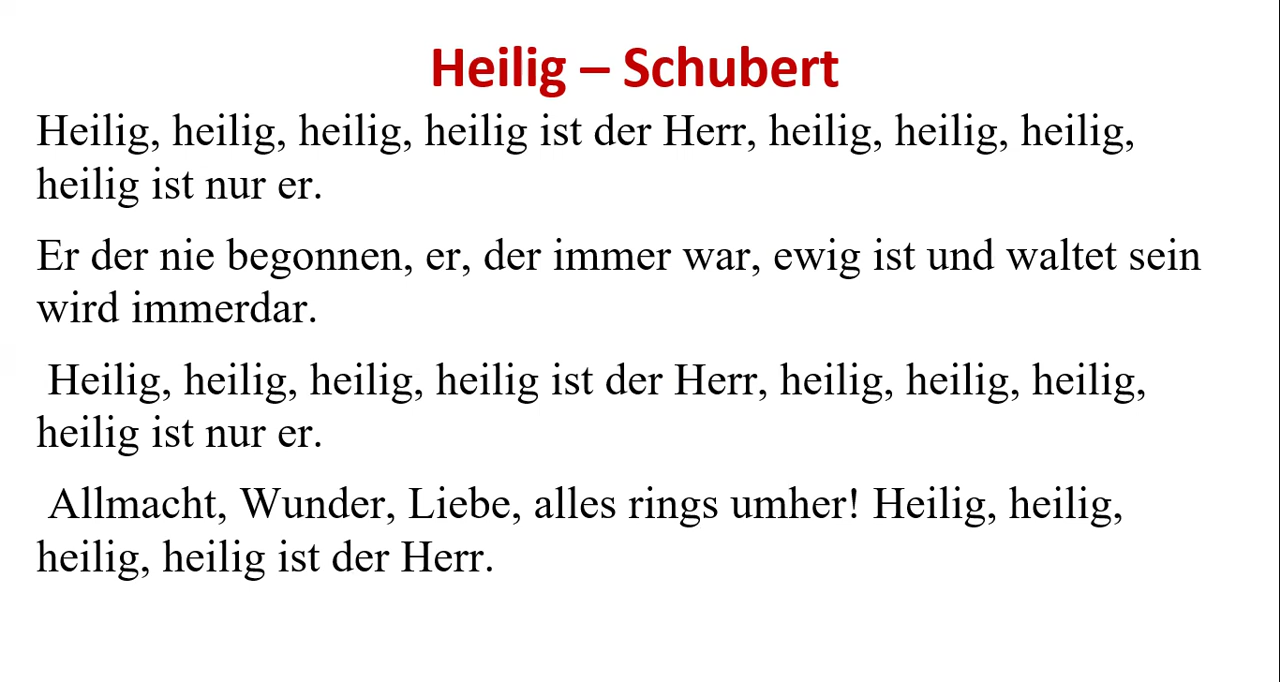 Heilig – Schubert
Heilig, heilig, heilig, heilig ist der Herr, heilig, heilig, heilig,
heilig ist nur er.
Er der nie begonnen, er, der immer war, ewig ist und waltet sein
wird immerdar.
Heilig, heilig, heilig, heilig ist der Herr, heilig, heilig, heilig,
heilig ist nur er.
Allmacht, Wunder, Liebe, alles rings umher! Heilig, heilig,
heilig, heilig ist der Herr.